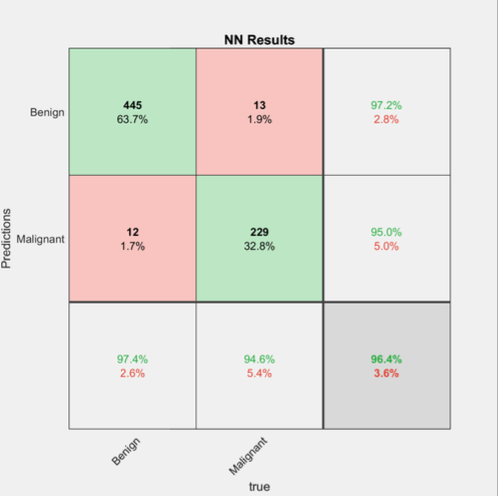 NN Results
Benign
445
63.7%
13
1.9%
97.2%
2.8%
Predictions
Malignant
12
1.7%
229
32.8%
95.0%
5.0%
97.4%
2.6%
94.6%
5.4%
96.4%
3.6%
Benign
Malignant
true